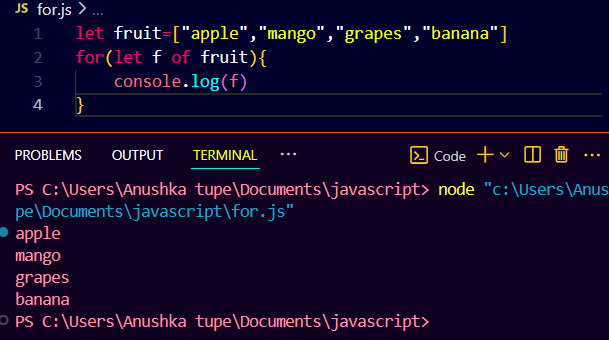 JS for.js > ...
1 let fruit=["apple","mango","grapes","banana"]
2 for(let f of fruit){
3 console.log(f)
4 }
PROBLEMS OUTPUT TERMINAL ... Code
PS C:\Users\Anushka tupe\Documents\javascript> node "c:\Users\Anus
pe\Documents\javascript\for.js"
apple
mango
grapes
banana
PS C:\Users\Anushka tupe\Documents\javascript>